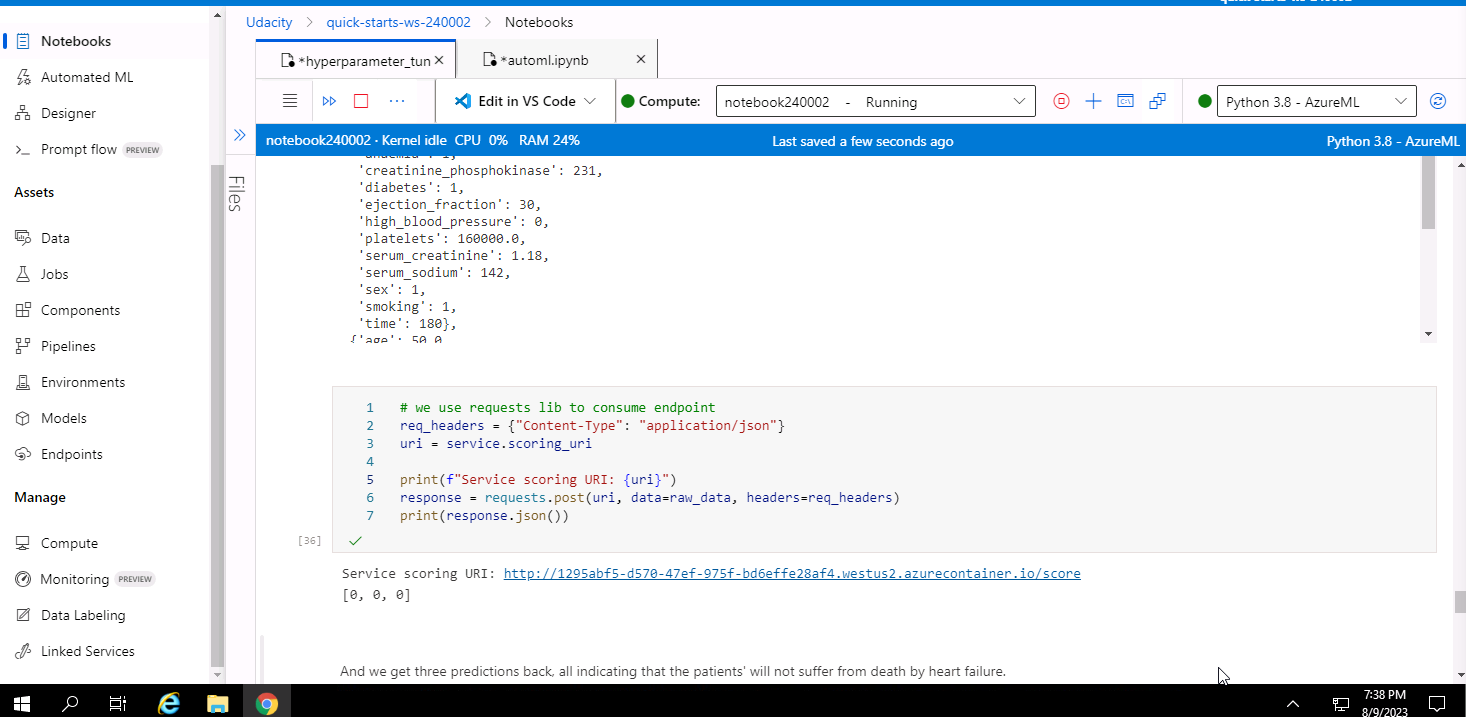 Udacity > quick-starts-ws-240002 > Notebooks
Notebooks
Automated ML
Designer
Prompt flow PREVIEW
Assets
Data
Jobs
Components
Pipelines
Environments
Models
Endpoints
Manage
Compute
Monitoring PREVIEW
Data Labeling
Linked Services
Files
*hyperparameter_tun
*automl.ipynb
Edit in VS Code
Compute:
notebook240002 - Running
Python 3.8 - AzureML
notebook240002 · Kernel idle CPU 0% RAM 24%
Last saved a few seconds ago
Python 3.8 - AzureML
'creatinine_phosphokinase': 231,
'diabetes': 1,
'ejection_fraction': 30,
'high_blood_pressure': 0,
'platelets': 160000.0,
'serum_creatinine': 1.18,
'serum_sodium': 142,
'sex': 1,
'smoking': 1,
'time': 180},
{'age': 50.0
1 # we use requests lib to consume endpoint
2 req_headers = {"Content-Type": "application/json"}
3 uri = service.scoring_uri
4
5 print(f"Service scoring URI: {uri}")
6 response = requests.post(uri, data=raw_data, headers=req_headers)
7 print(response.json())
[36]
Service scoring URI: http://1295abf5-d570-47ef-975f-bd6effe28af4.westus2.azurecontainer.io/score
[0, 0, 0]
And we get three predictions back, all indicating that the patients' will not suffer from death by heart failure.
7:38 PM
8/9/2023